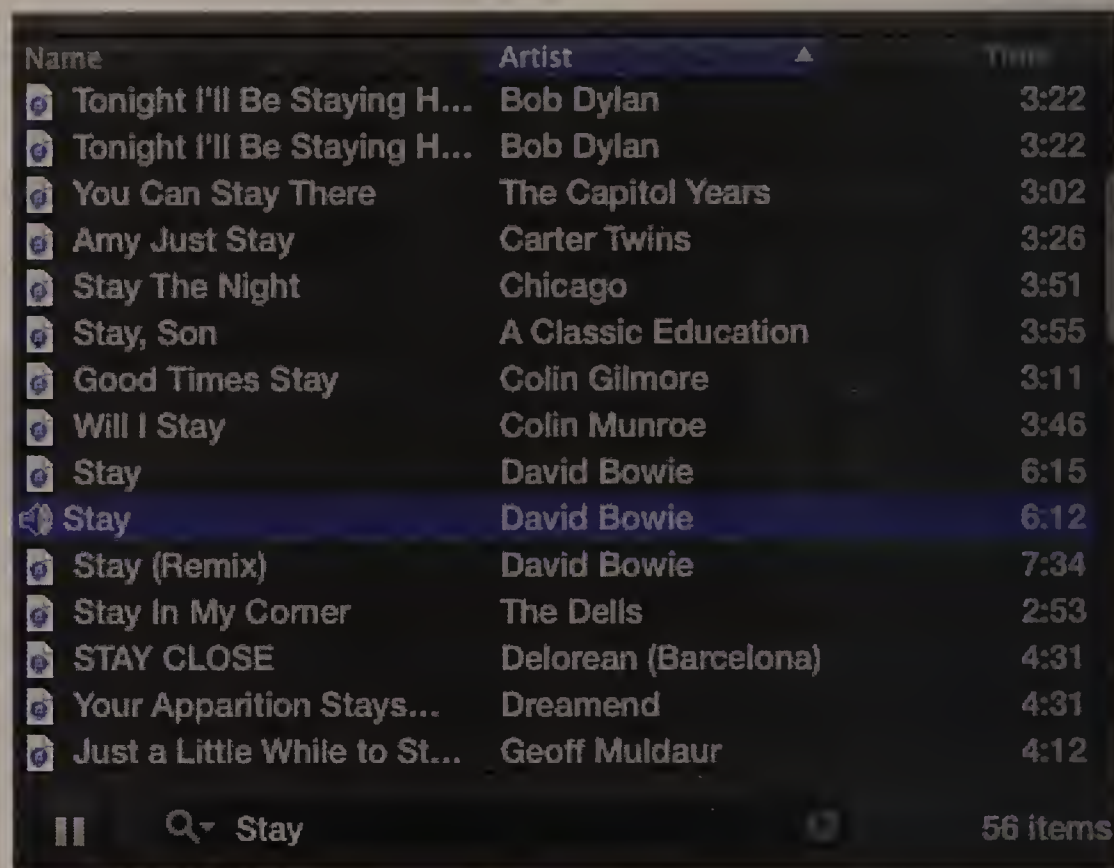 Name Artist Time
Tonight I'll Be Staying H... Bob Dylan 3:22
Tonight I'll Be Staying H... Bob Dylan 3:22
You Can Stay There The Capitol Years 3:02
Amy Just Stay Carter Twins 3:26
Stay The Night Chicago 3:51
Stay, Son A Classic Education 3:55
Good Times Stay Colin Gilmore 3:11
Will I Stay Colin Munroe 3:46
Stay David Bowie 6:15
Stay David Bowie 6:12
Stay (Remix) David Bowie 7:34
Stay In My Corner The Dells 2:53
STAY CLOSE Delorean (Barcelona) 4:31
Your Apparition Stays... Dreamend 4:31
Just a Little While to St... Geoff Muldaur 4:12
Stay 56 items